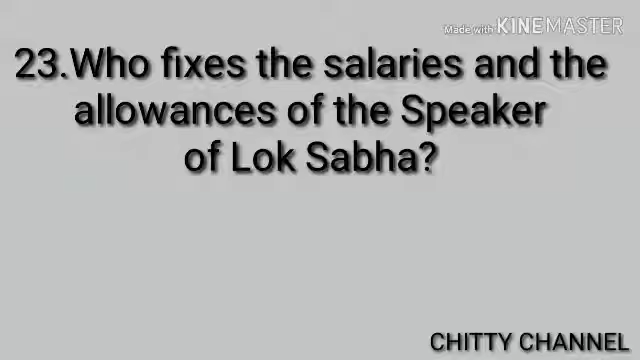 Made with KINEMASTER
23.Who fixes the salaries and the
allowances of the Speaker
of Lok Sabha?
CHITTY CHANNEL